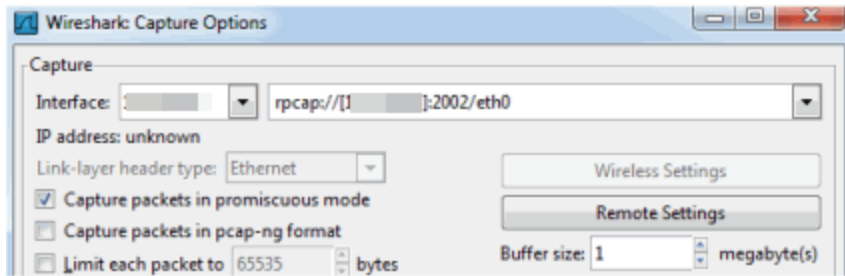 Wireshark: Capture Options
Capture
Interface:
rpcap://[1 ]:2002/eth0
IP address: unknown
Link-layer header type: Ethernet
Wireless Settings
Capture packets in promiscuous mode
Remote Settings
Capture packets in pcap-ng format
Buffer size: 1 megabyte(s)
Limit each packet to 65535 bytes